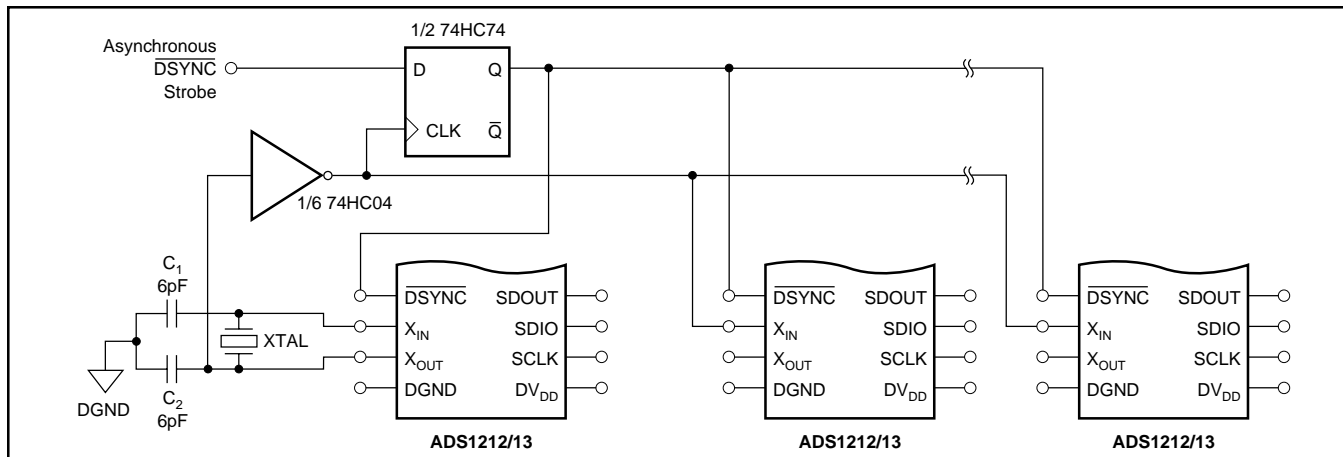 1/2 74HC74
Asynchronous
DSYNC
Strobe
D Q
CLK Q
1/6 74HC04
C1
6pF
XTAL
C2
6pF
DGND
DSYNC SDOUT
XIN SDIO
XOUT SCLK
DGND DVDD
ADS1212/13
DSYNC SDOUT
XIN SDIO
XOUT SCLK
DGND DVDD
ADS1212/13
DSYNC SDOUT
XIN SDIO
XOUT SCLK
DGND DVDD
ADS1212/13